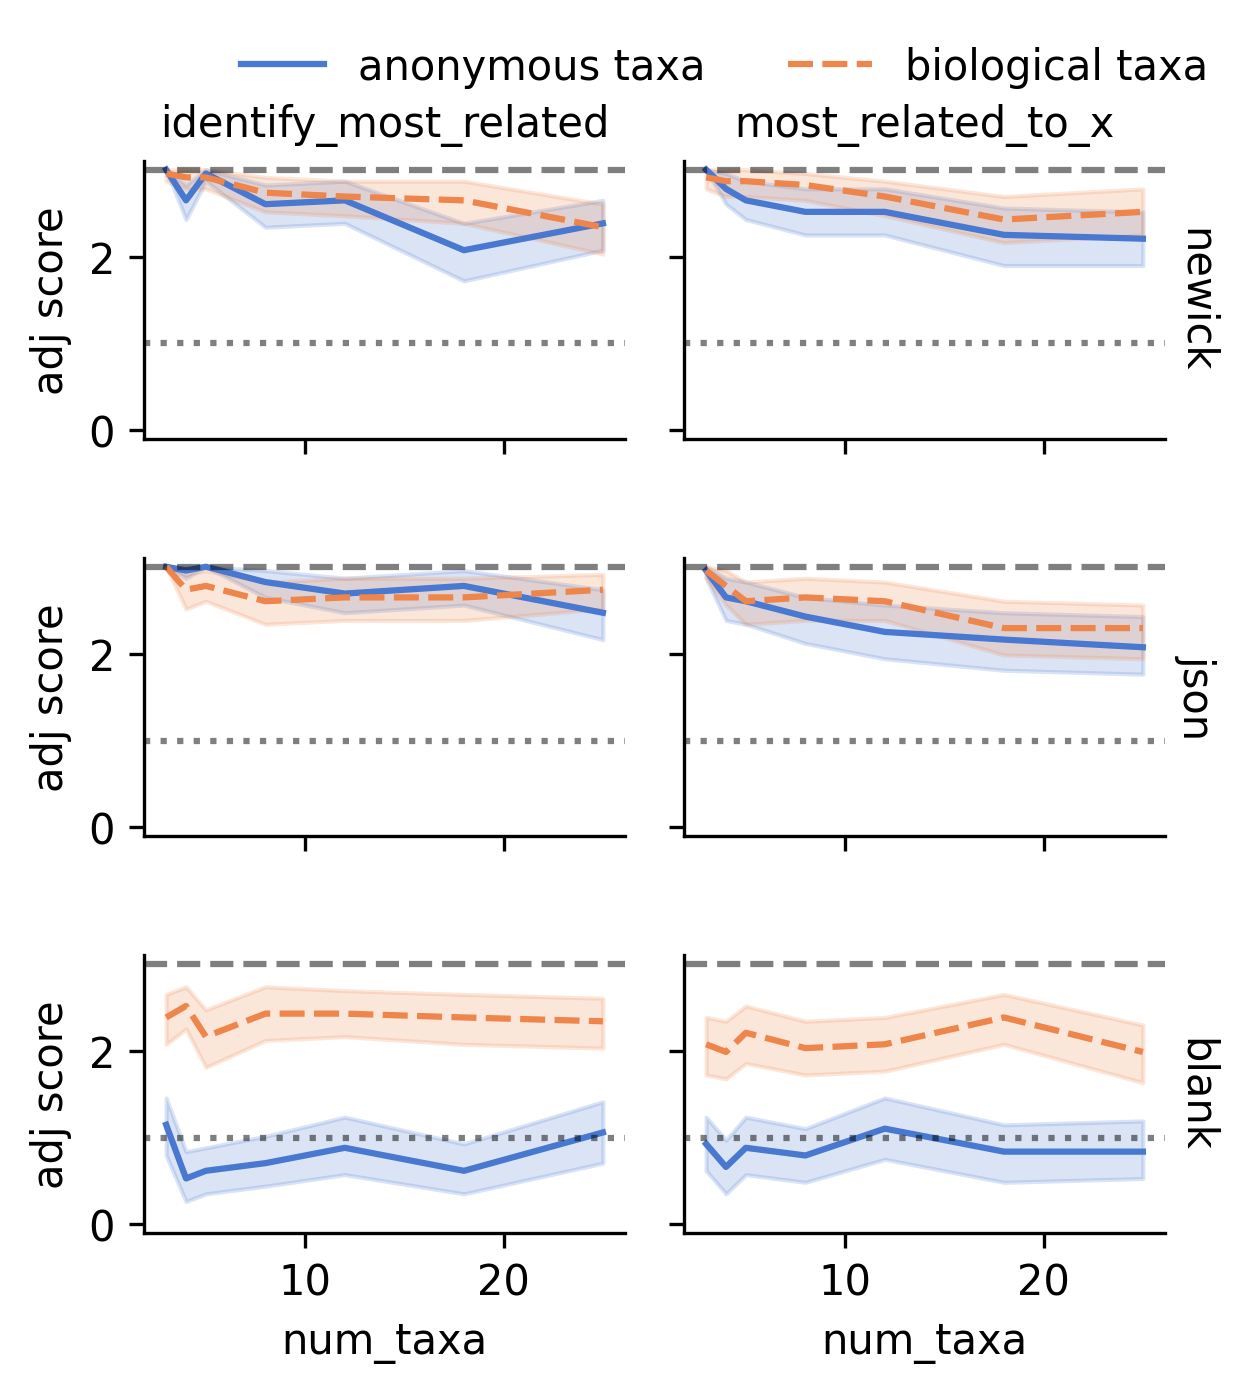 anonymous taxa biological taxa
identify_most_related most_related_to_x
adj score
2
0
newick
adj score
2
0
json
adj score
2
0
blank
10 20 10 20
num_taxa num_taxa